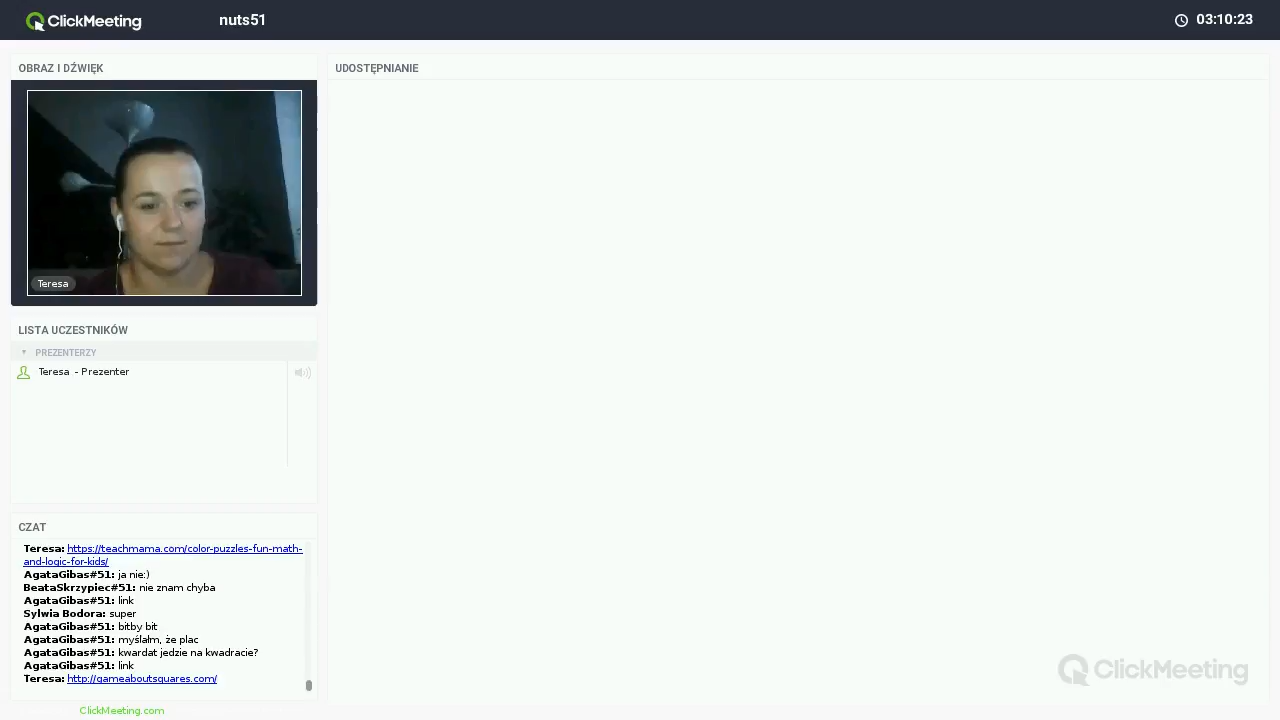 ClickMeeting
nuts51
03:10:23
OBRAZ I DŹWIĘK
Teresa
LISTA UCZESTNIKÓW
PREZENTERZY
Teresa - Prezenter
CZAT
Teresa: https://teachmama.com/color-puzzles-fun-math-
and-logic-for-kids/
AgataGibas#51: ja nie:)
BeataSkrzypiec#51: nie znam chyba
AgataGibas#51: link
Sylwia Bodora: super
AgataGibas#51: bitby bit
AgataGibas#51: myślałm, że plac
AgataGibas#51: kwardat jedzie na kwadracie?
AgataGibas#51: link
Teresa: http://gameaboutsquares.com/
ClickMeeting.com
UDOSTĘPNIANIE
ClickMeeting